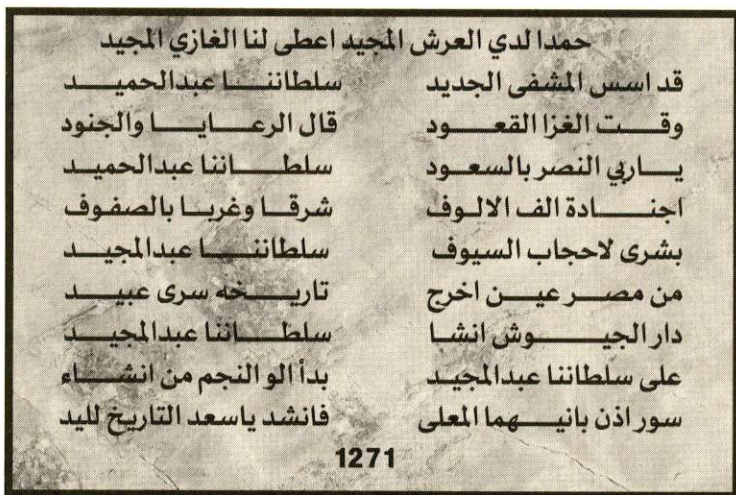 حمدا لدي العرش المجيد اعطى لنا الغازي المجيد
قد اسس المشفى الجديد سلطاننا عبدالحميد
وقت الغزا القعود قال الرعايا والجنود
ياربي النصر بالسعود سلطاننا عبدالحميد
اجنادة الف الالوف شرقا وغربا بالصفوف
بشرى لاحجاب السيوف سلطاننا عبدالمجيد
من مصر عين اخرج تاريخه سرى عبيد
دار الجيوش انشا سلطاننا عبدالمجيد
على سلطاننا عبدالمجيد بدأ الو النجم من انشاء
سور اذن بانيهما المعلى فانشد ياسعد التاريخ لليد
1271